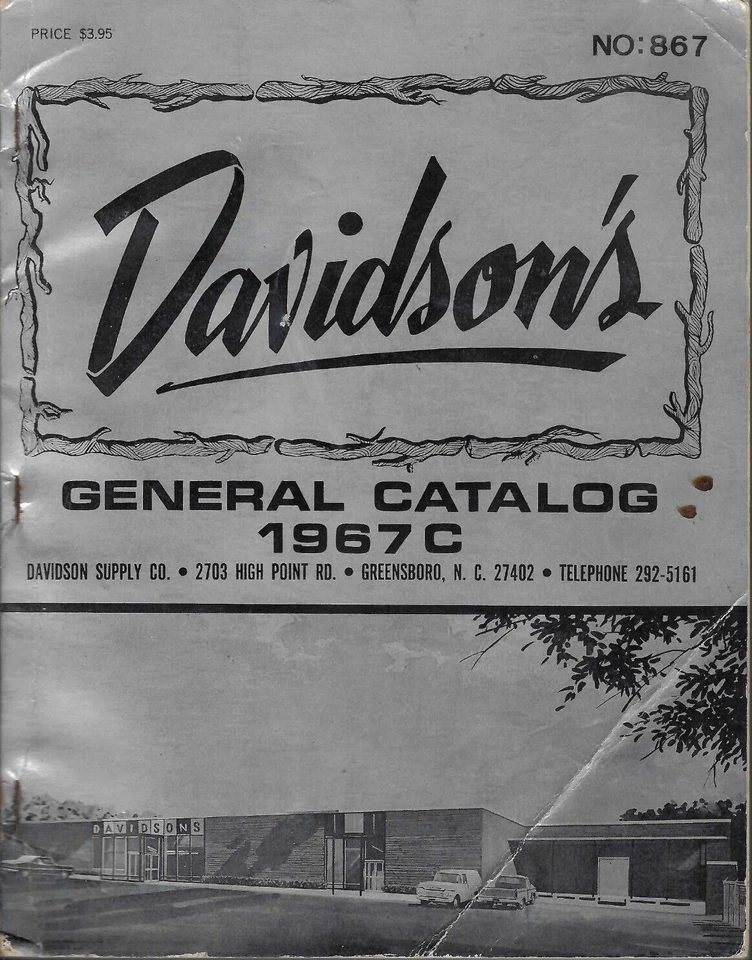 PRICE $3.95
NO:867
Davidson's
GENERAL CATALOG
1967C
DAVIDSON SUPPLY CO. • 2703 HIGH POINT RD. • GREENSBORO, N. C. 27402 • TELEPHONE 292-5161
DAVIDSONS